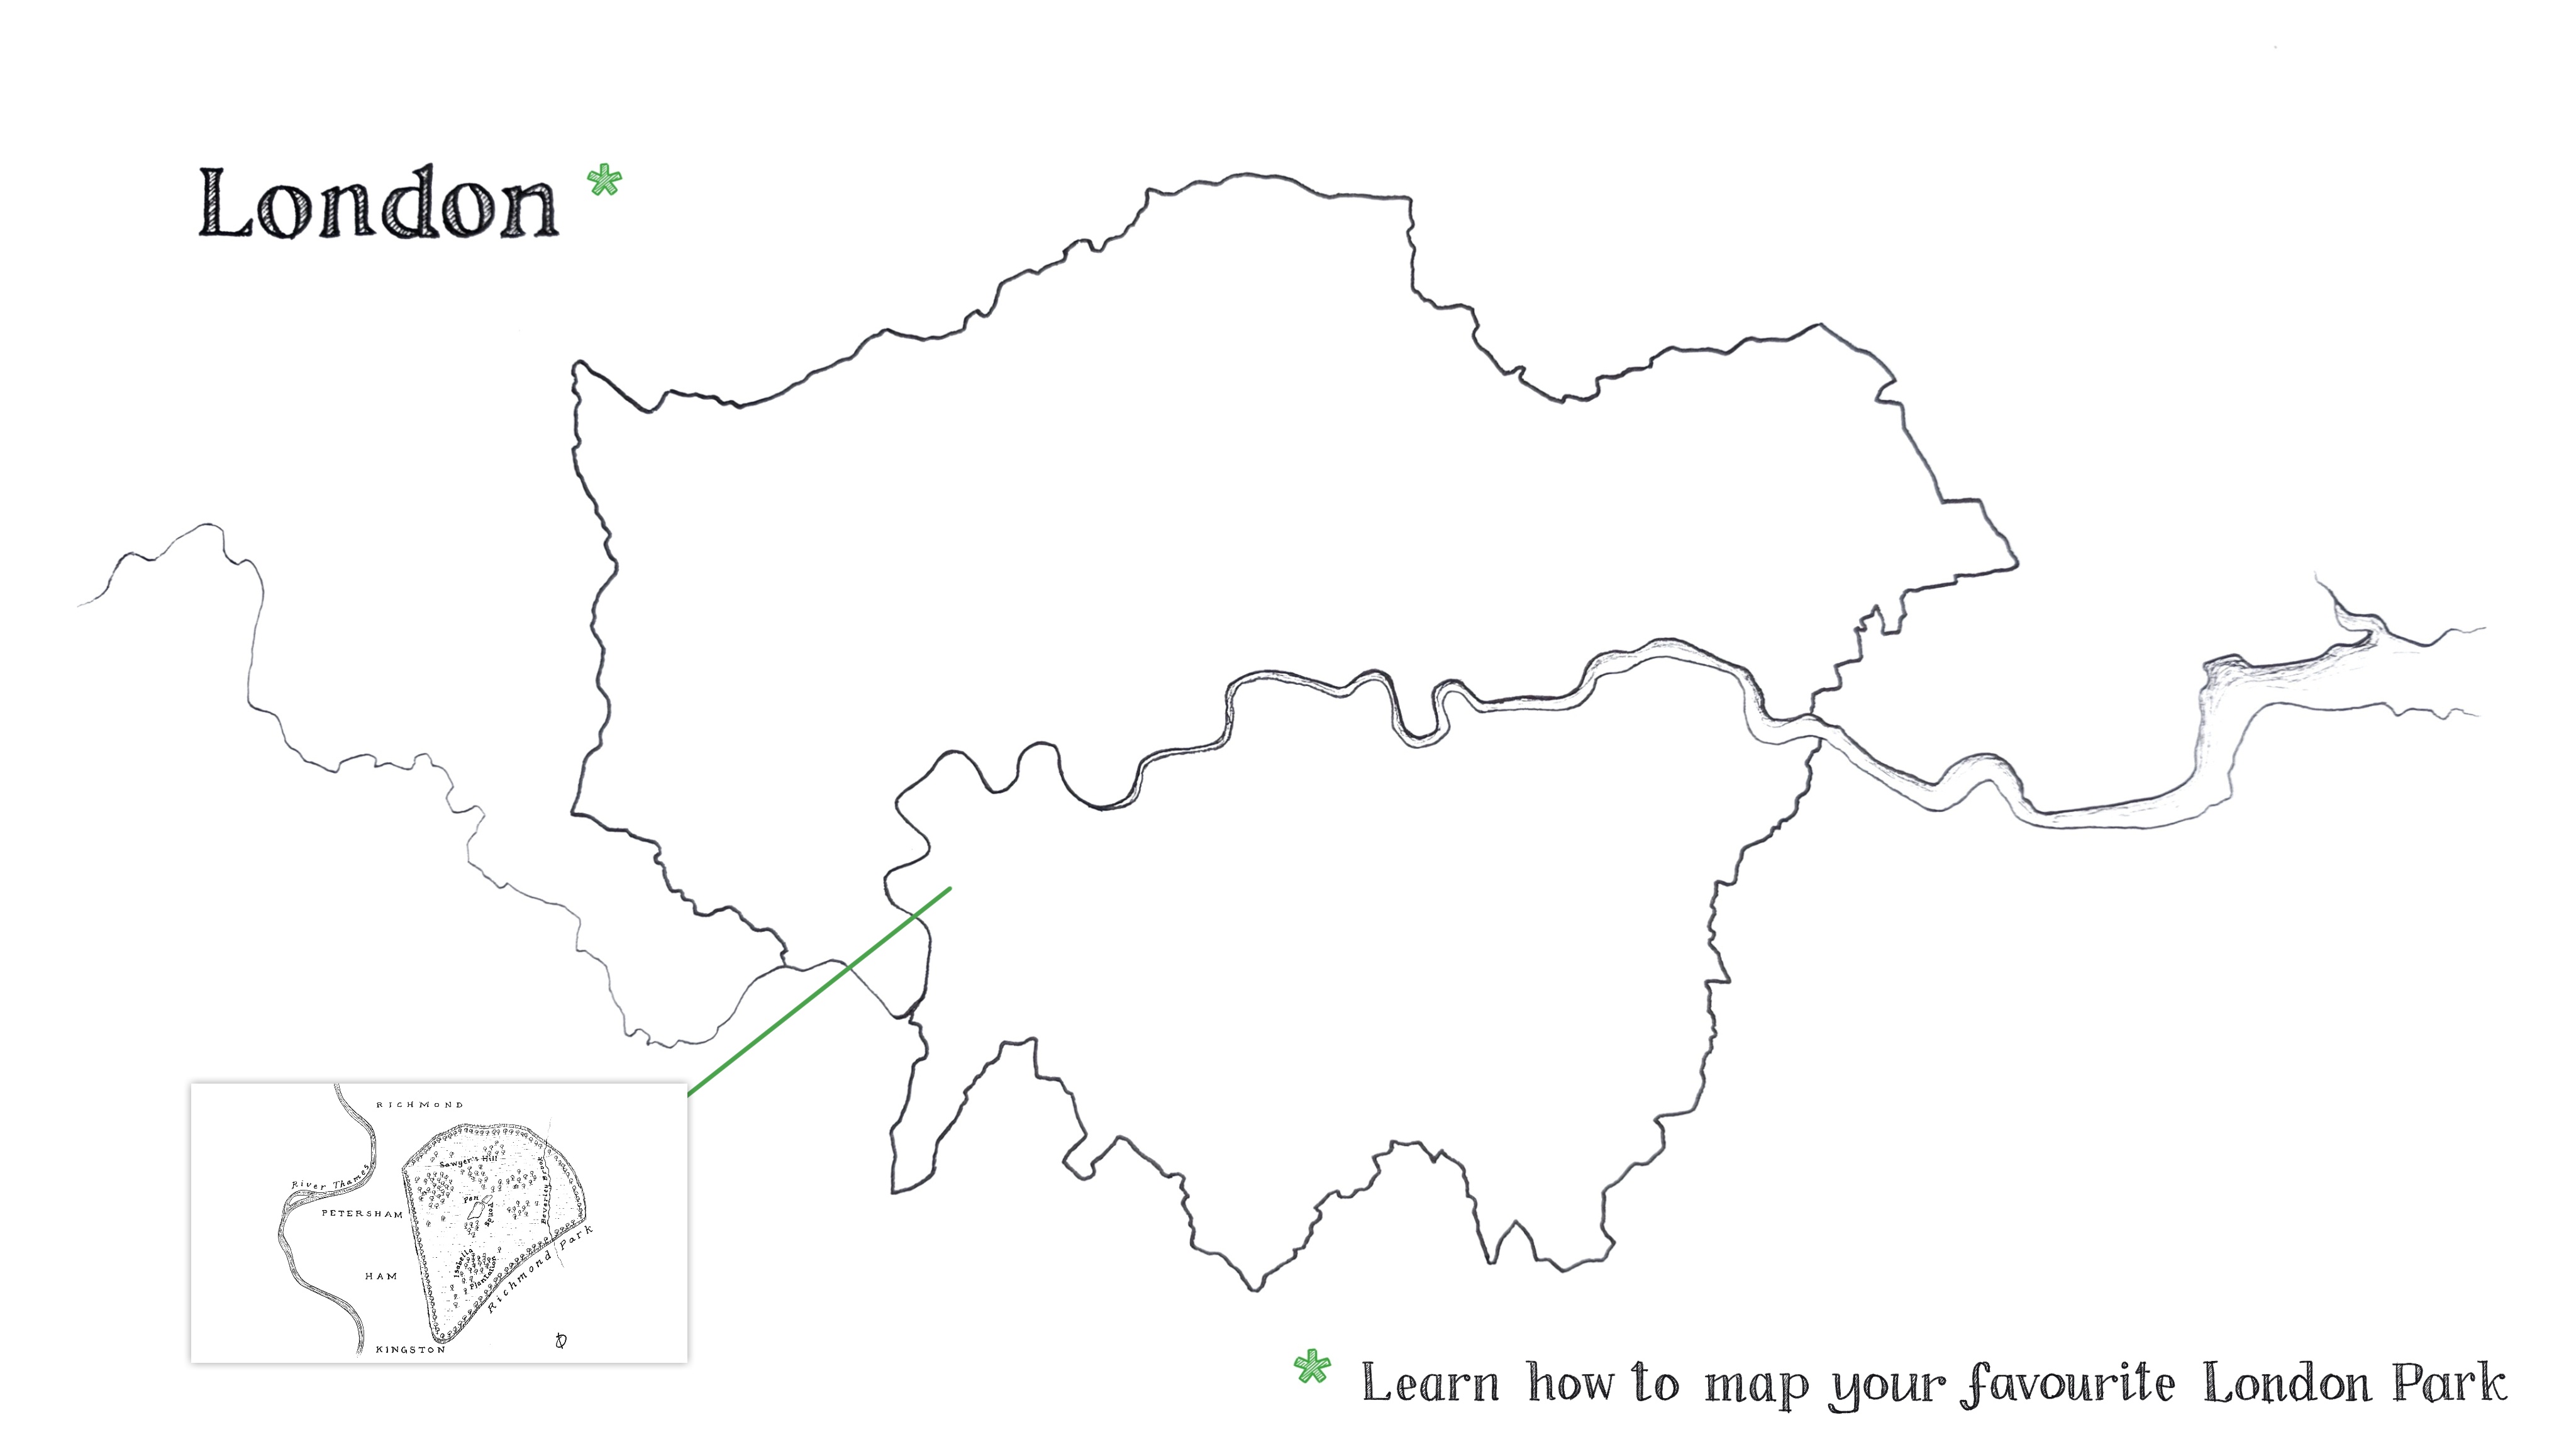 London *
RICHMOND
Sawyer's Hill
River Thames
Pen
Ponds
Beverley Brook
PETERSHAM
Richmond Park
Isabella
Plantation
HAM
KINGSTON
* Learn how to map your favourite London Park